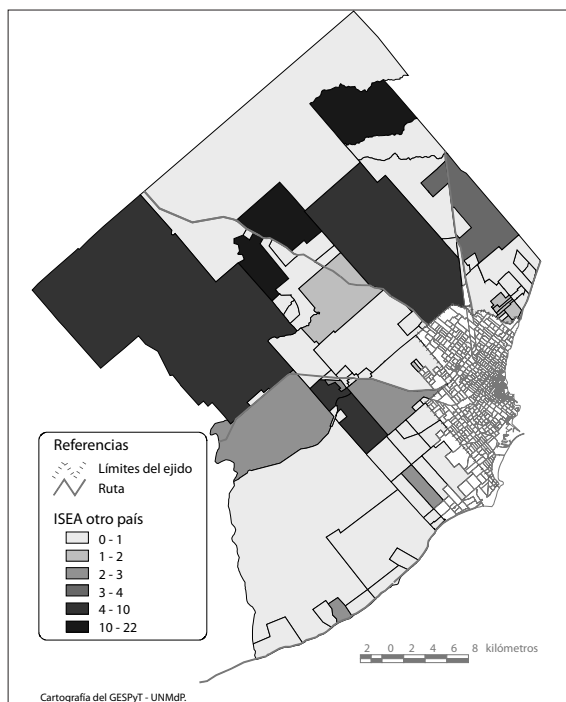 Referencias
Límites del ejido
Ruta
ISEA otro país
0 - 1
1 - 2
2 - 3
3 - 4
4 - 10
10 - 22
2 0 2 4 6 8 kilómetros
Cartografía del GESPyT - UNMdP.